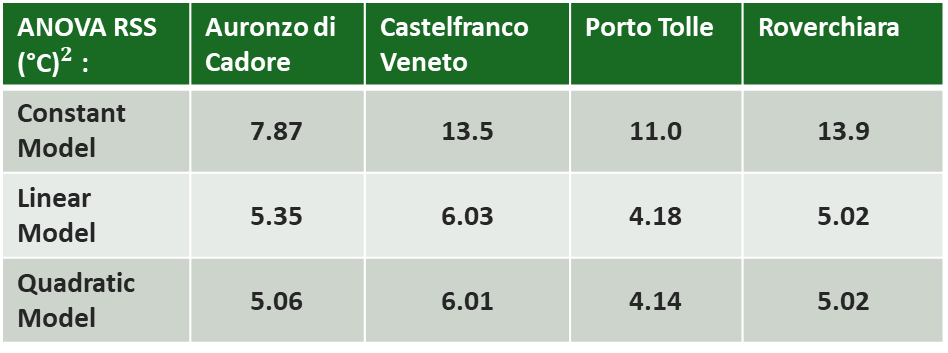 ANOVA RSS (°C)² : Auronzo di Cadore Castelfranco Veneto Porto Tolle Roverchiara
Constant Model 7.87 13.5 11.0 13.9
Linear Model 5.35 6.03 4.18 5.02
Quadratic Model 5.06 6.01 4.14 5.02